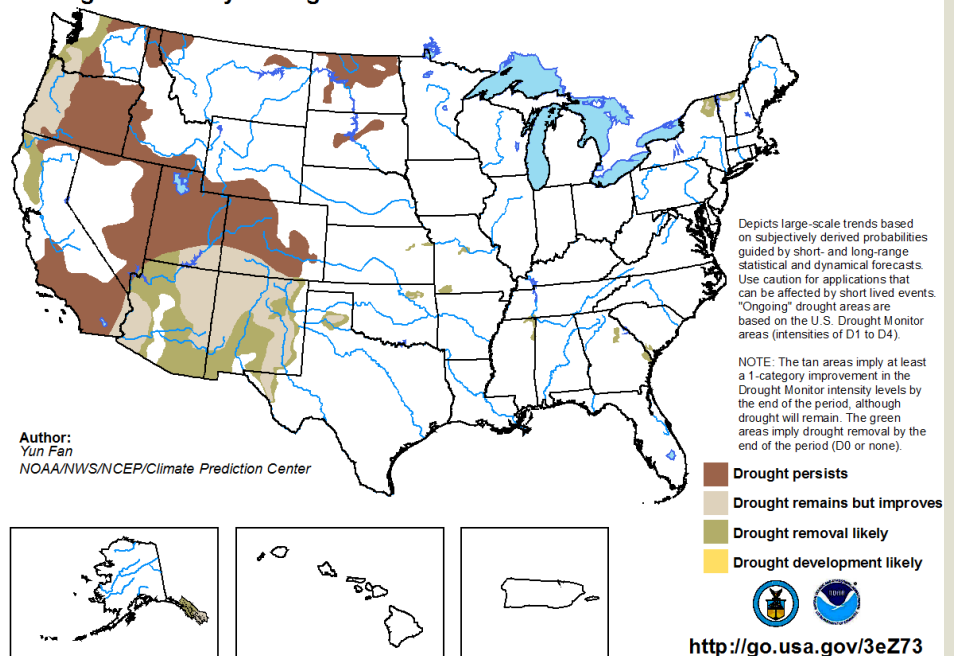 Depicts large-scale trends based
on subjectively derived probabilities
guided by short- and long-range
statistical and dynamical forecasts.
Use caution for applications that
can be affected by short lived events.
"Ongoing" drought areas are
based on the U.S. Drought Monitor
areas (intensities of D1 to D4).
NOTE: The tan areas imply at least
a 1-category improvement in the
Drought Monitor intensity levels by
the end of the period, although
drought will remain. The green
areas imply drought removal by the
end of the period (D0 or none).
Author:
Yun Fan
NOAA/NWS/NCEP/Climate Prediction Center
Drought persists
Drought remains but improves
Drought removal likely
Drought development likely
http://go.usa.gov/3eZ73